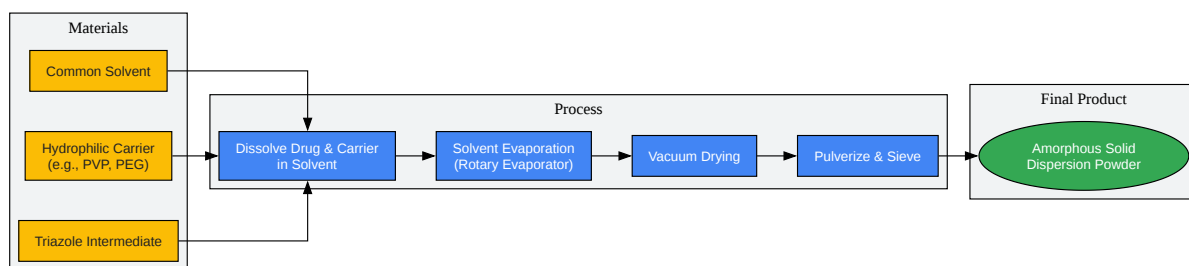 Materials
Common Solvent
Hydrophilic Carrier
(e.g., PVP, PEG)
Triazole Intermediate
Process
Dissolve Drug & Carrier
in Solvent
Solvent Evaporation
(Rotary Evaporator)
Vacuum Drying
Pulverize & Sieve
Final Product
Amorphous Solid
Dispersion Powder